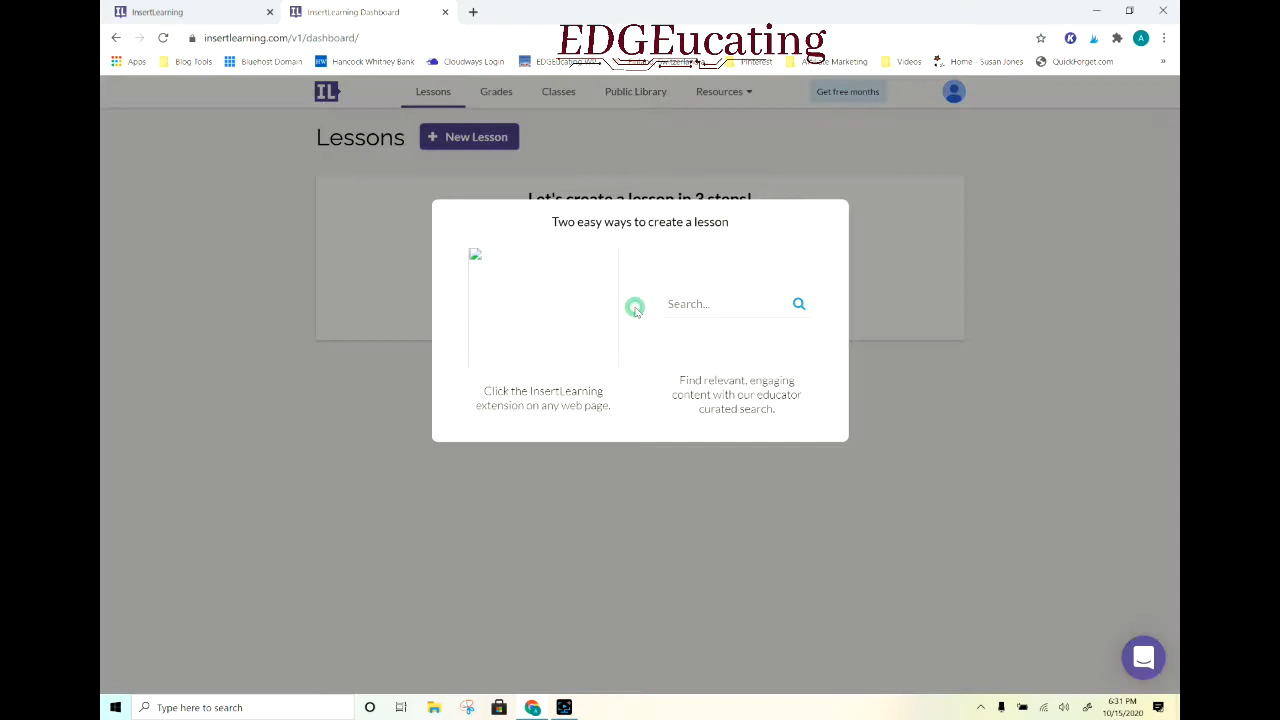 InsertLearning
InsertLearning Dashboard
insertlearning.com/v1/dashboard/
EDGEucating
A
Apps
Blog Tools
Bluehost Domain
HW
Hancock Whitney Bank
Cloudways Login
Pinterest
Videos
Home - Susan Jones
QuickForget.com
»
IL
Lessons
Grades
Classes
Public Library
Resources
Get free months
Lessons
+ New Lesson
Let's create a lesson in 3 steps!
Two easy ways to create a lesson
Search...
Click the InsertLearning
extension on any web page.
Find relevant, engaging
content with our educator
curated search.
Type here to search
6:31 PM
10/15/2020